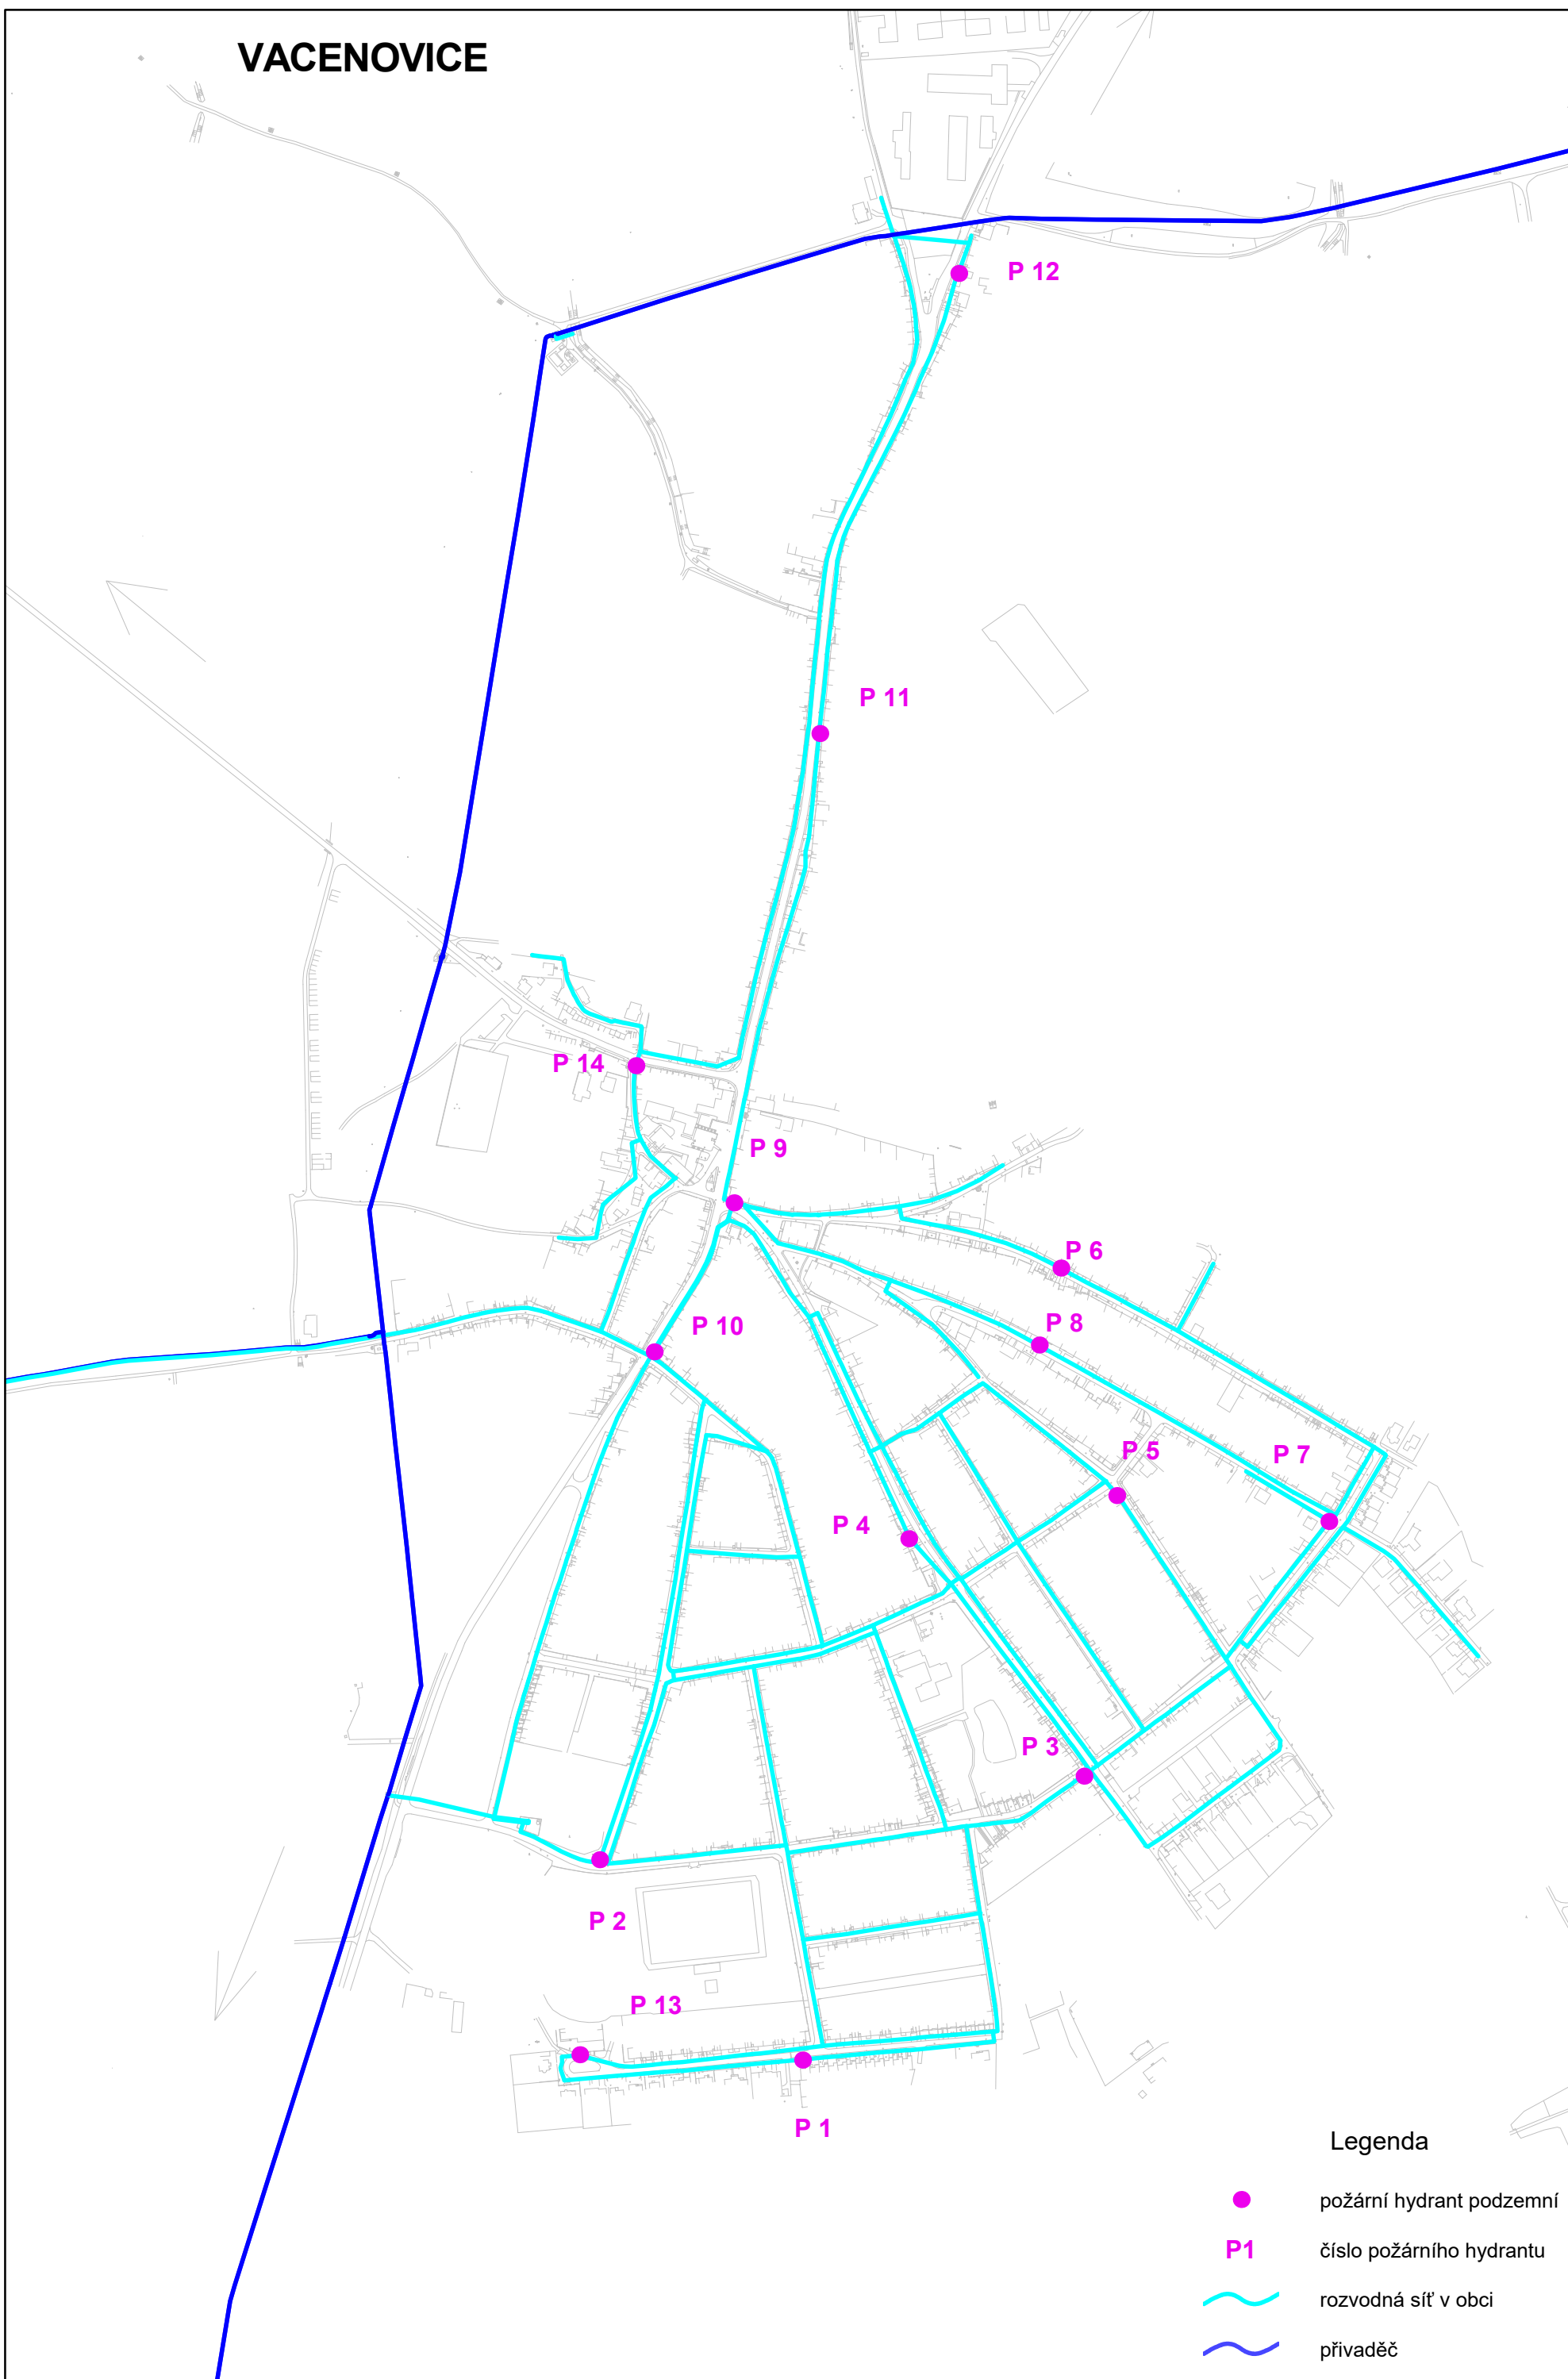 VACENOVICE
P 12
P 11
P 14
P 9
P 6
P 10
P 8
P 5
P 7
P 4
P 3
P 2
P 13
P 1
Legenda
požární hydrant podzemní
P1 číslo požárního hydrantu
rozvodná síť v obci
přivaděč